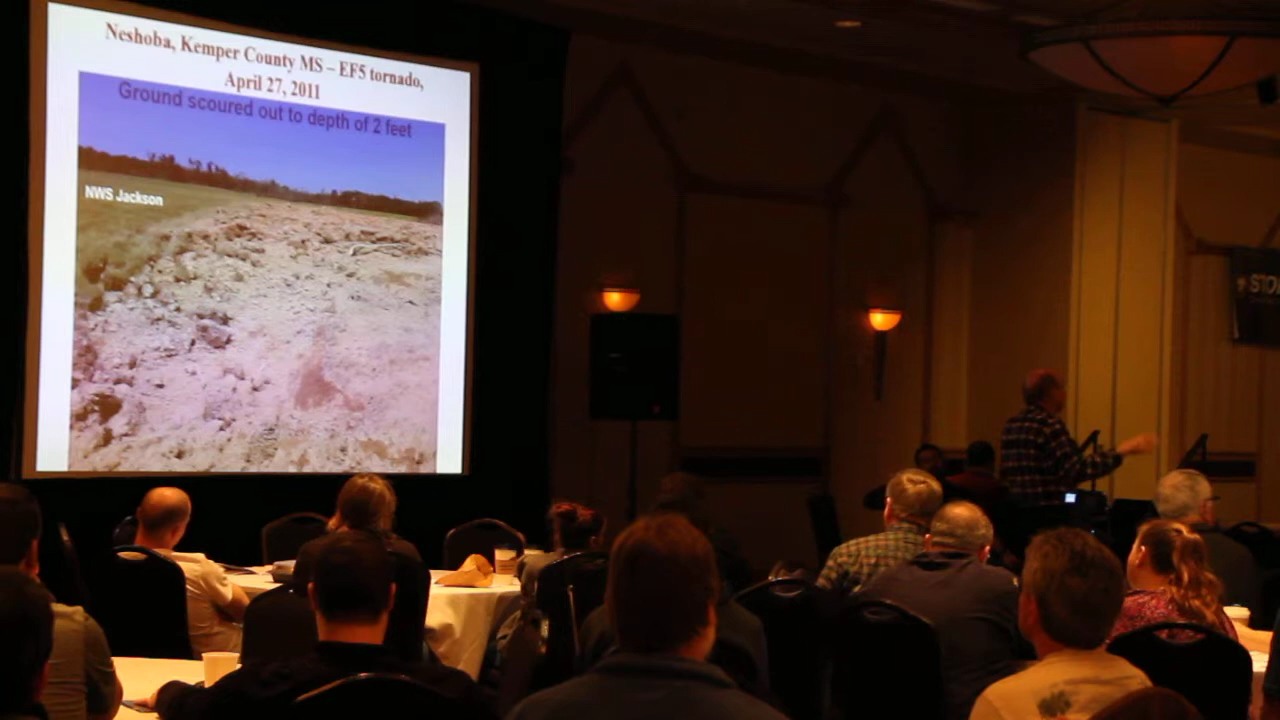 Neshoba, Kemper County MS – EF5 tornado,
April 27, 2011
Ground scoured out to depth of 2 feet
NWS Jackson